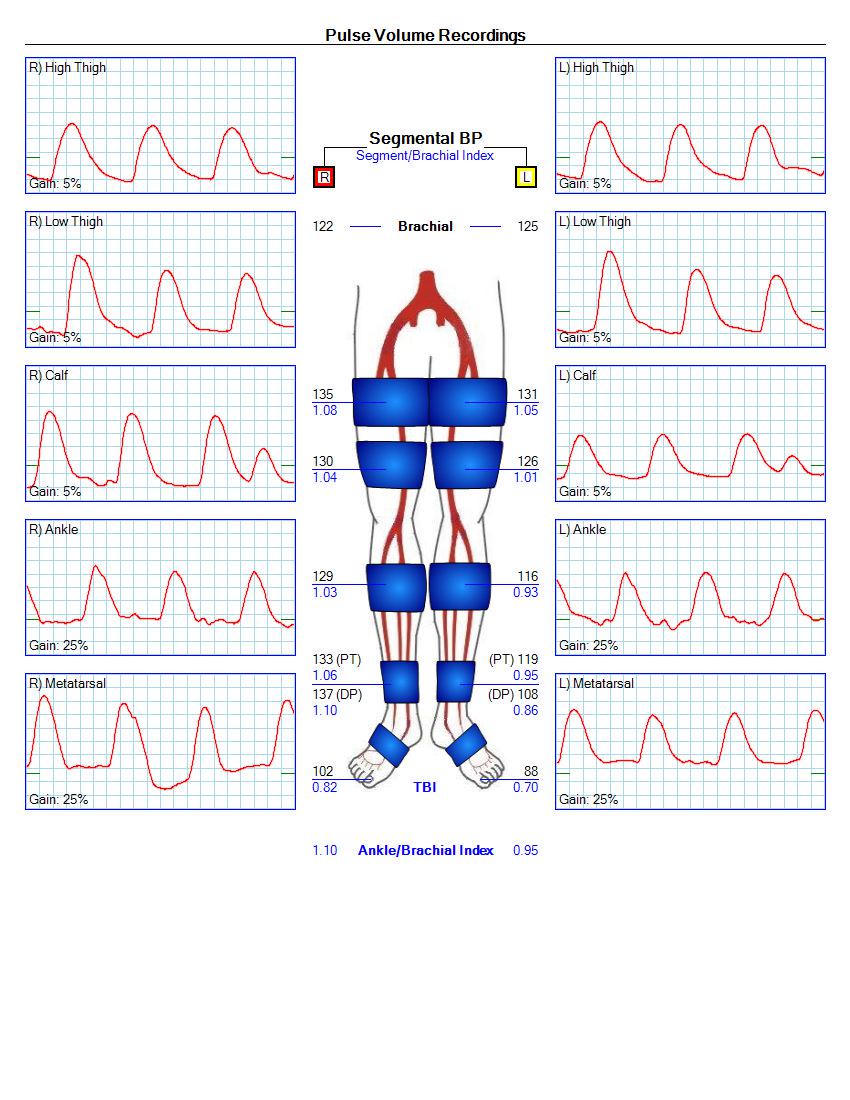 Pulse Volume Recordings
R) High Thigh
Gain: 5%
L) High Thigh
Gain: 5%
Segmental BP
Segment/Brachial Index
R
L
122 Brachial 125
R) Low Thigh
Gain: 5%
L) Low Thigh
Gain: 5%
135
1.08
131
1.05
R) Calf
Gain: 5%
L) Calf
Gain: 5%
130
1.04
126
1.01
R) Ankle
Gain: 25%
L) Ankle
Gain: 25%
129
1.03
116
0.93
133 (PT)
1.06
137 (DP)
1.10
(PT) 119
0.95
(DP) 108
0.86
R) Metatarsal
Gain: 25%
L) Metatarsal
Gain: 25%
102
0.82
TBI
88
0.70
1.10 Ankle/Brachial Index 0.95